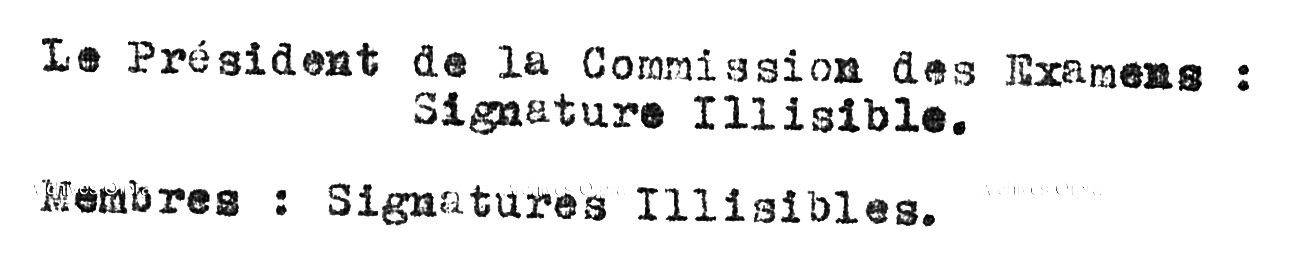 Le Président de la Commission des Examens :
Signature Illisible.
Membres : Signatures Illisibles.